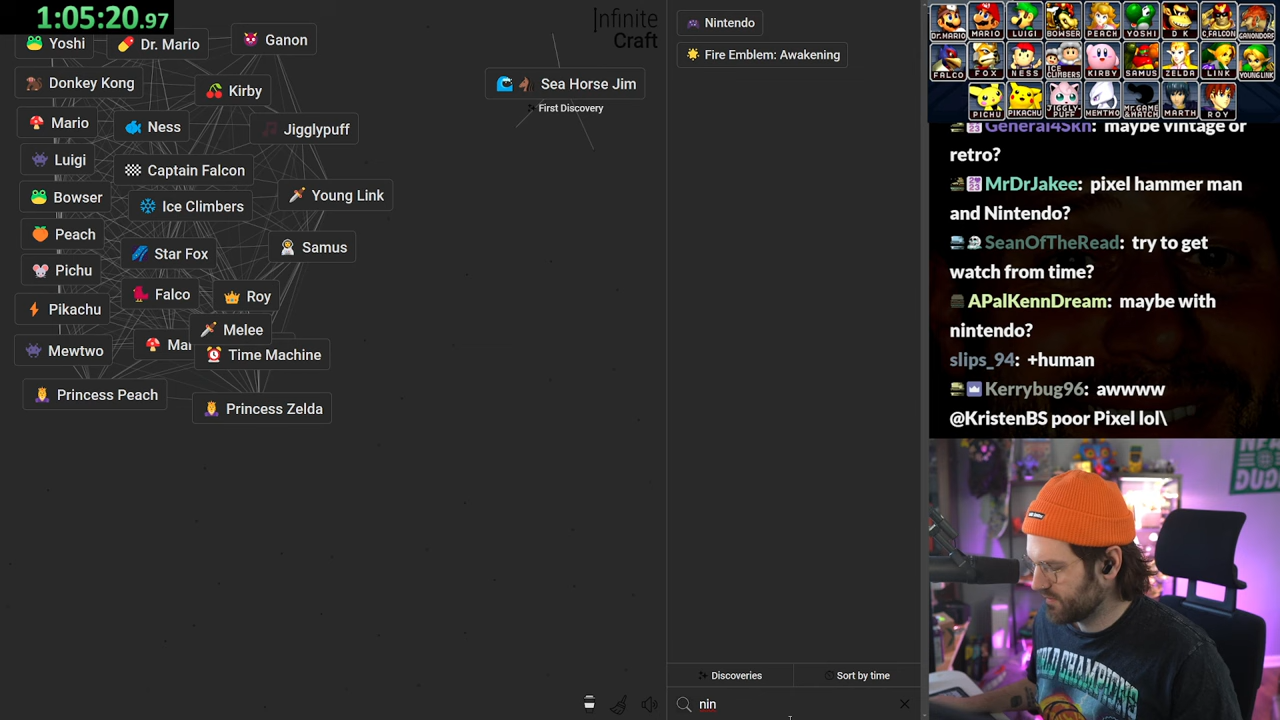 1:05:20.97
Yoshi
Dr. Mario
Ganon
Donkey Kong
Kirby
Mario
Ness
Jigglypuff
Luigi
Captain Falcon
Bowser
Ice Climbers
Young Link
Peach
Star Fox
Samus
Pichu
Falco
Roy
Pikachu
Melee
Mewtwo
Mar
Time Machine
Princess Peach
Princess Zelda
Infinite
Craft
Sea Horse Jim
First Discovery
Nintendo
Fire Emblem: Awakening
Discoveries
Sort by time
nin
DR.MARIO MARIO LUIGI BOWSER PEACH YOSHI D K C.FALCON GANONDORF
FALCO FOX NESS ICE CLIMBERS KIRBY SAMUS ZELDA LINK YOUNG LINK
PICHU PIKACHU JIGGLY-PUFF MEWTWO MR.GAME &WATCH MARTH ROY
General4Skn: maybe vintage or
retro?
MrDrJakee: pixel hammer man
and Nintendo?
SeanOfTheRead: try to get
watch from time?
APalKennDream: maybe with
nintendo?
slips_94: +human
Kerrybug96: awwww
@KristenBS poor Pixel lol\
WORLD CHAMPIONS